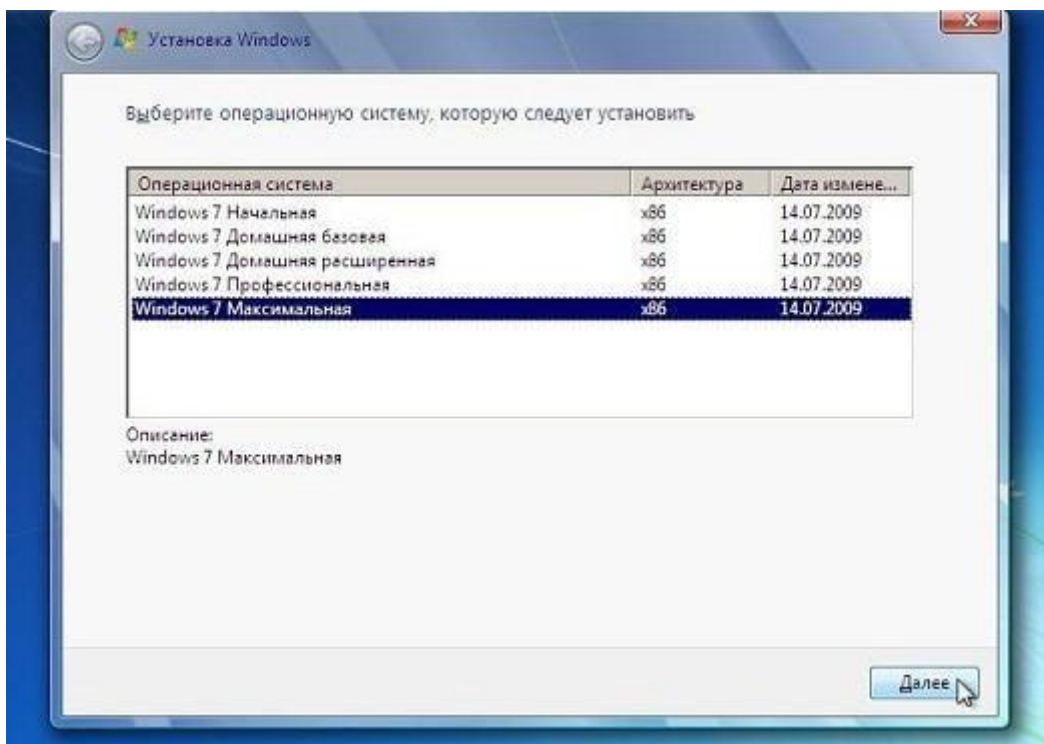 Установка Windows
Выберите операционную систему, которую следует установить
Операционная система Архитектура Дата измене...
Windows 7 Начальная x86 14.07.2009
Windows 7 Домашняя базовая x86 14.07.2009
Windows 7 Домашняя расширенная x86 14.07.2009
Windows 7 Профессиональная x86 14.07.2009
Windows 7 Максимальная x86 14.07.2009
Описание:
Windows 7 Максимальная
Далее